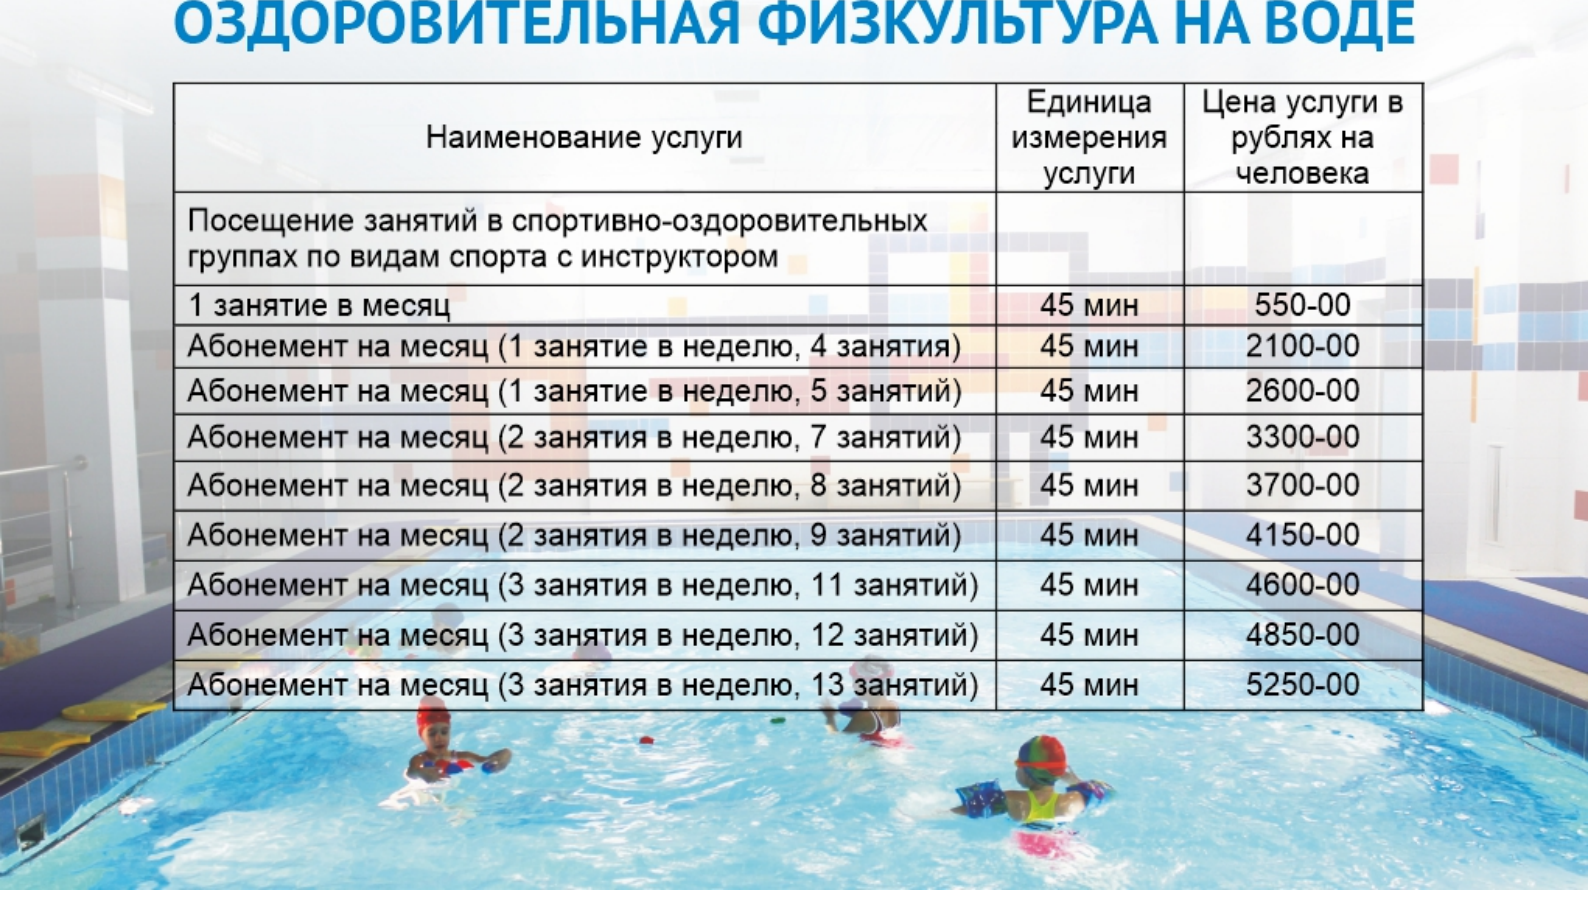 ОЗДОРОВИТЕЛЬНАЯ ФИЗКУЛЬТУРА НА ВОДЕ
Наименование услуги
Единица
измерения
услуги
Цена услуги в
рублях на
человека
Посещение занятий в спортивно-оздоровительных
группах по видам спорта с инструктором
1 занятие в месяц 45 мин 550-00
Абонемент на месяц (1 занятие в неделю, 4 занятия) 45 мин 2100-00
Абонемент на месяц (1 занятие в неделю, 5 занятий) 45 мин 2600-00
Абонемент на месяц (2 занятия в неделю, 7 занятий) 45 мин 3300-00
Абонемент на месяц (2 занятия в неделю, 8 занятий) 45 мин 3700-00
Абонемент на месяц (2 занятия в неделю, 9 занятий) 45 мин 4150-00
Абонемент на месяц (3 занятия в неделю, 11 занятий) 45 мин 4600-00
Абонемент на месяц (3 занятия в неделю, 12 занятий) 45 мин 4850-00
Абонемент на месяц (3 занятия в неделю, 13 занятий) 45 мин 5250-00